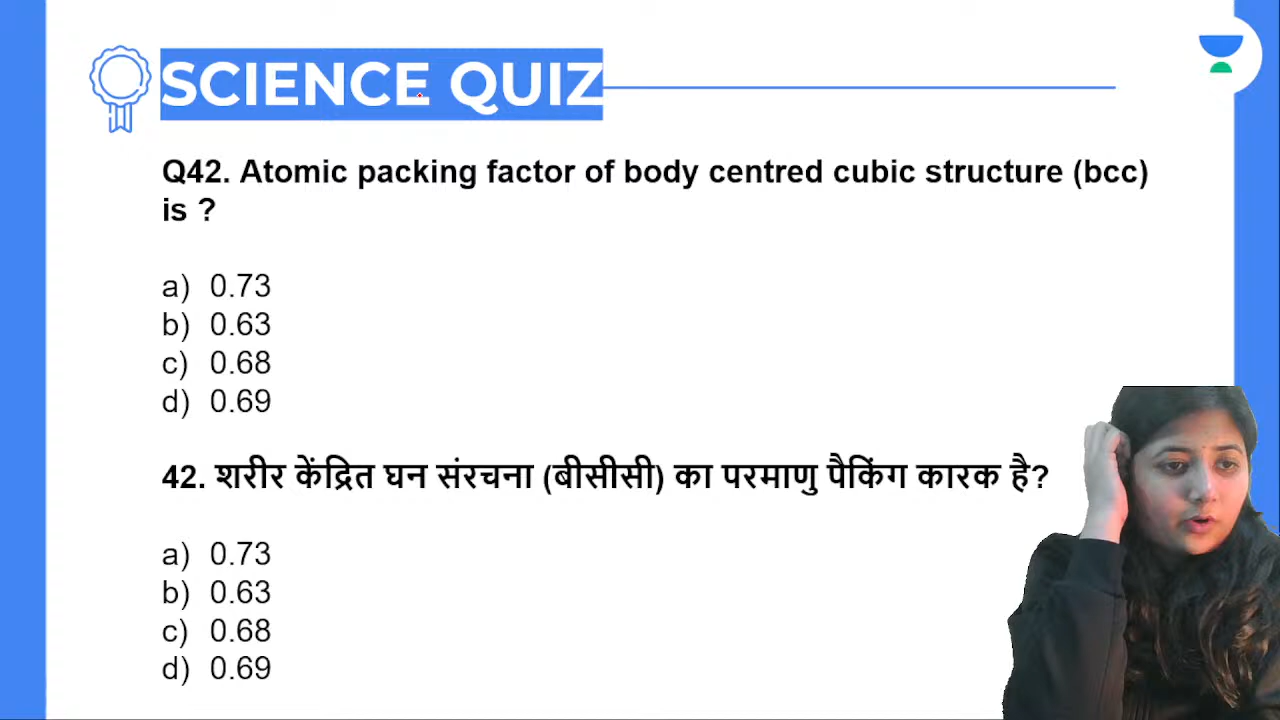 SCIENCE QUIZ
Q42. Atomic packing factor of body centred cubic structure (bcc)
is ?
a) 0.73
b) 0.63
c) 0.68
d) 0.69
42. शरीर केंद्रित घन संरचना (बीसीसी) का परमाणु पैकिंग कारक है?
a) 0.73
b) 0.63
c) 0.68
d) 0.69